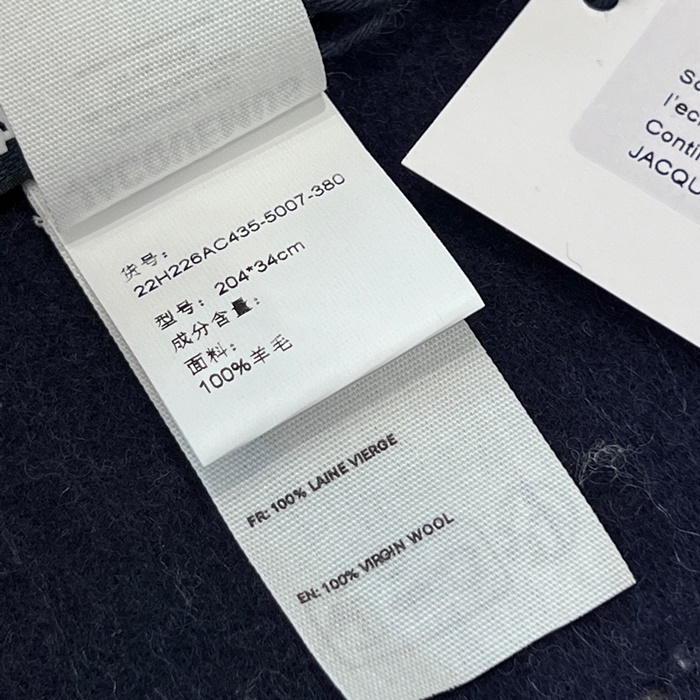 货号:
22H226AC435-5007-380
型号: 204*34cm
成分含量:
面料:
100%羊毛
FR: 100% LAINE VIERGE
EN: 100% VIRGIN WOOL
l'ec
Conti
JACQU